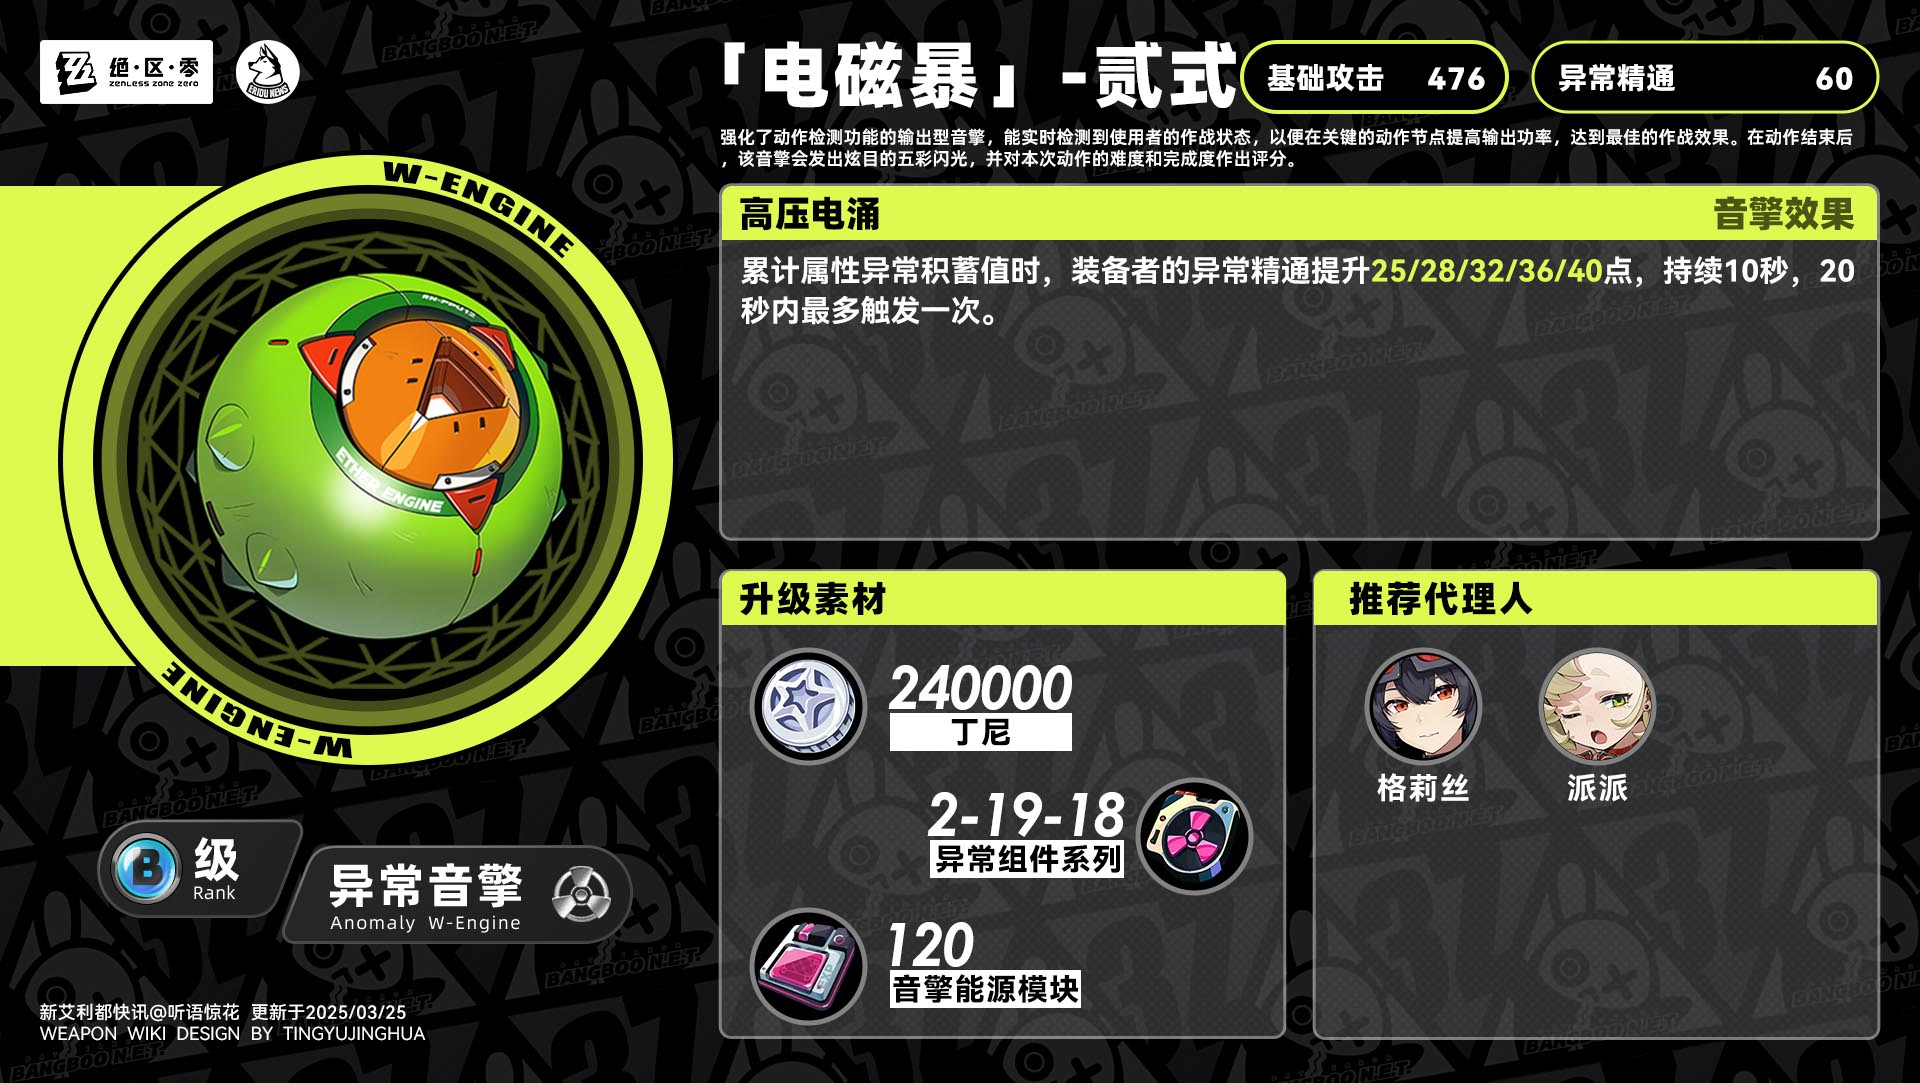 绝·区·零
ZENLESS ZONE ZERO
ERIDU NEWS
「电磁暴」-贰式
基础攻击 476
异常精通 60
强化了动作检测功能的输出型音擎，能实时检测到使用者的作战状态，以便在关键的动作节点提高输出功率，达到最佳的作战效果。在动作结束后
，该音擎会发出炫目的五彩闪光，并对本次动作的难度和完成度作出评分。
W-ENGINE
ETHER ENGINE
W-ENGINE
高压电涌 音擎效果
累计属性异常积蓄值时，装备者的异常精通提升25/28/32/36/40点，持续10秒，20
秒内最多触发一次。
升级素材
240000
丁尼
2-19-18
异常组件系列
120
音擎能源模块
推荐代理人
格莉丝 派派
B 级
Rank
异常音擎
Anomaly W-Engine
新艾利都快讯@听语惊花 更新于2025/03/25
WEAPON WIKI DESIGN BY TINGYUJINGHUA
BANGBOO N.E.T.